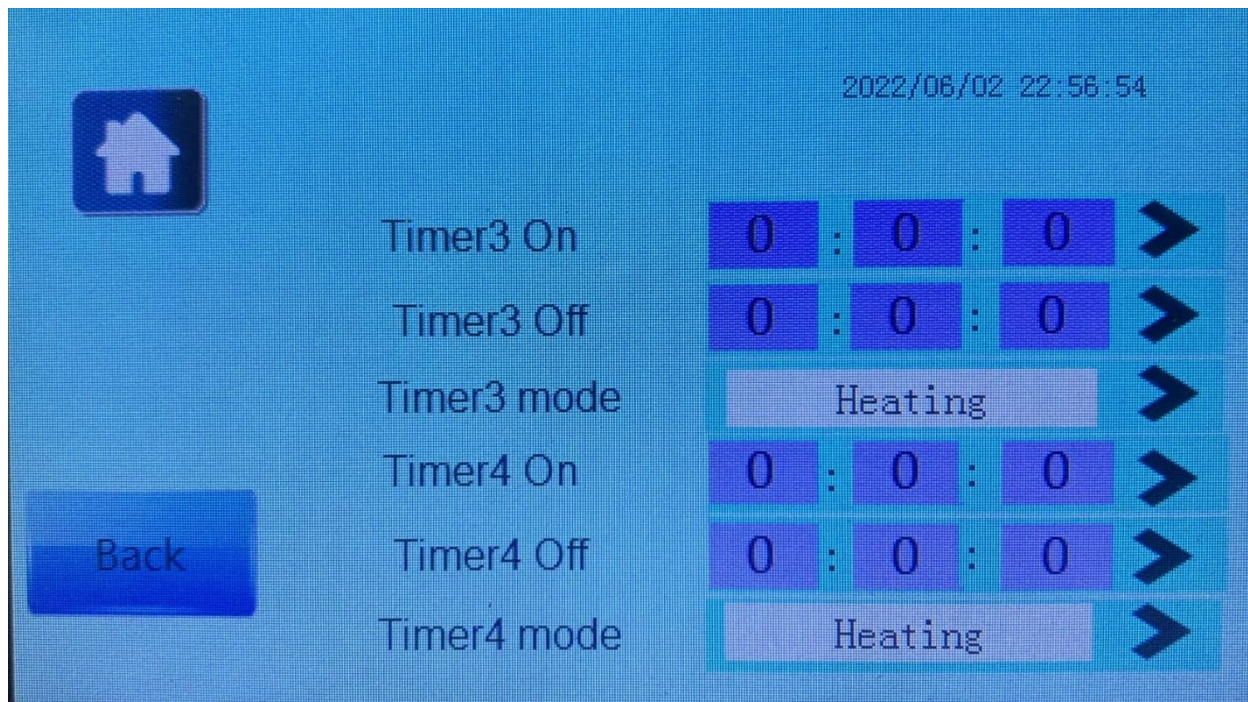 2022/06/02 22:56:54
Timer3 On 0 : 0 : 0
Timer3 Off 0 : 0 : 0
Timer3 mode Heating
Timer4 On 0 : 0 : 0
Timer4 Off 0 : 0 : 0
Timer4 mode Heating
Back